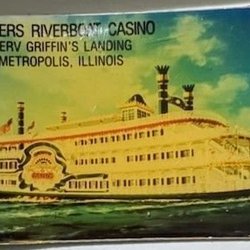 ERS RIVERBOAT CASINO
ERV GRIFFIN'S LANDING
METROPOLIS, ILLINOIS